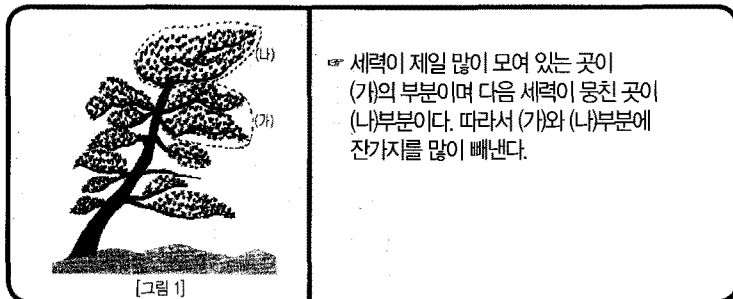 (나)
(가)
[그림 1]
☞ 세력이 제일 많이 모여 있는 곳이
(가)의 부분이며 다음 세력이 뭉친 곳이
(나)부분이다. 따라서 (가)와 (나)부분에
잔가지를 많이 빼낸다.